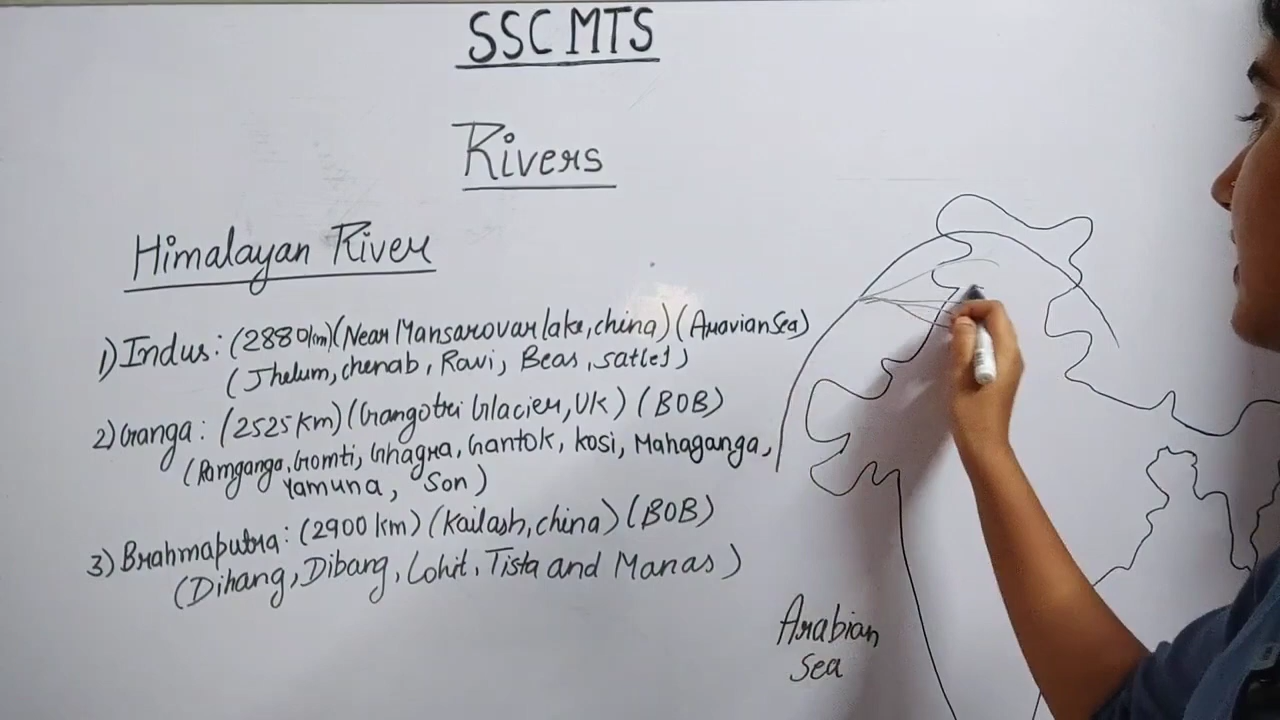 SSC MTS
Rivers
Himalayan River
1) Indus: (2880km) (Near Mansarovar lake, china) (Aravian Sea)
(Jhelum, chenab, Ravi, Beas, satlej)
2) Ganga: (2525 km) (Gangotri Glacier, UK) (BOB)
(Ramganga, Gomti, Ghagra, Gantok, kosi, Mahaganga,
Yamuna, Son)
3) Brahmaputra: (2900 km) (Kailash, china) (BOB)
(Dihang, Dibang, Lohit, Tista and Manas)
Arabian
Sea